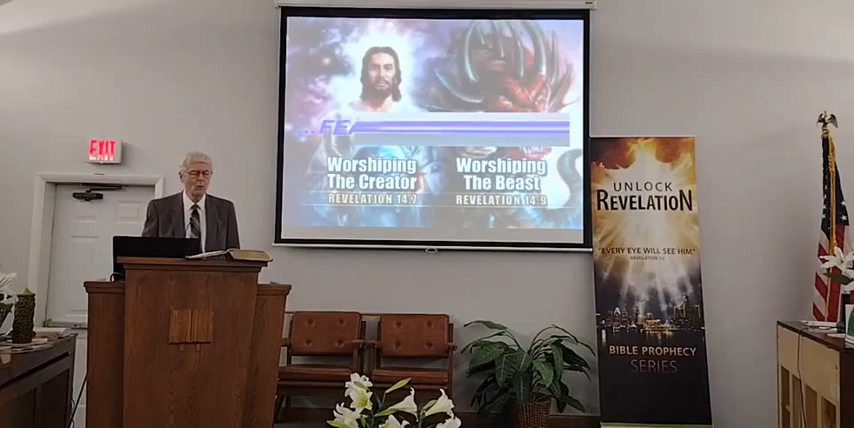 EXIT
FEA
Worshiping
The Creator
REVELATION 14.7
Worshiping
The Beast
REVELATION 14.9
UNLOCK
REVELATION
"EVERY EYE WILL SEE HIM"
BIBLE PROPHECY
SERIES